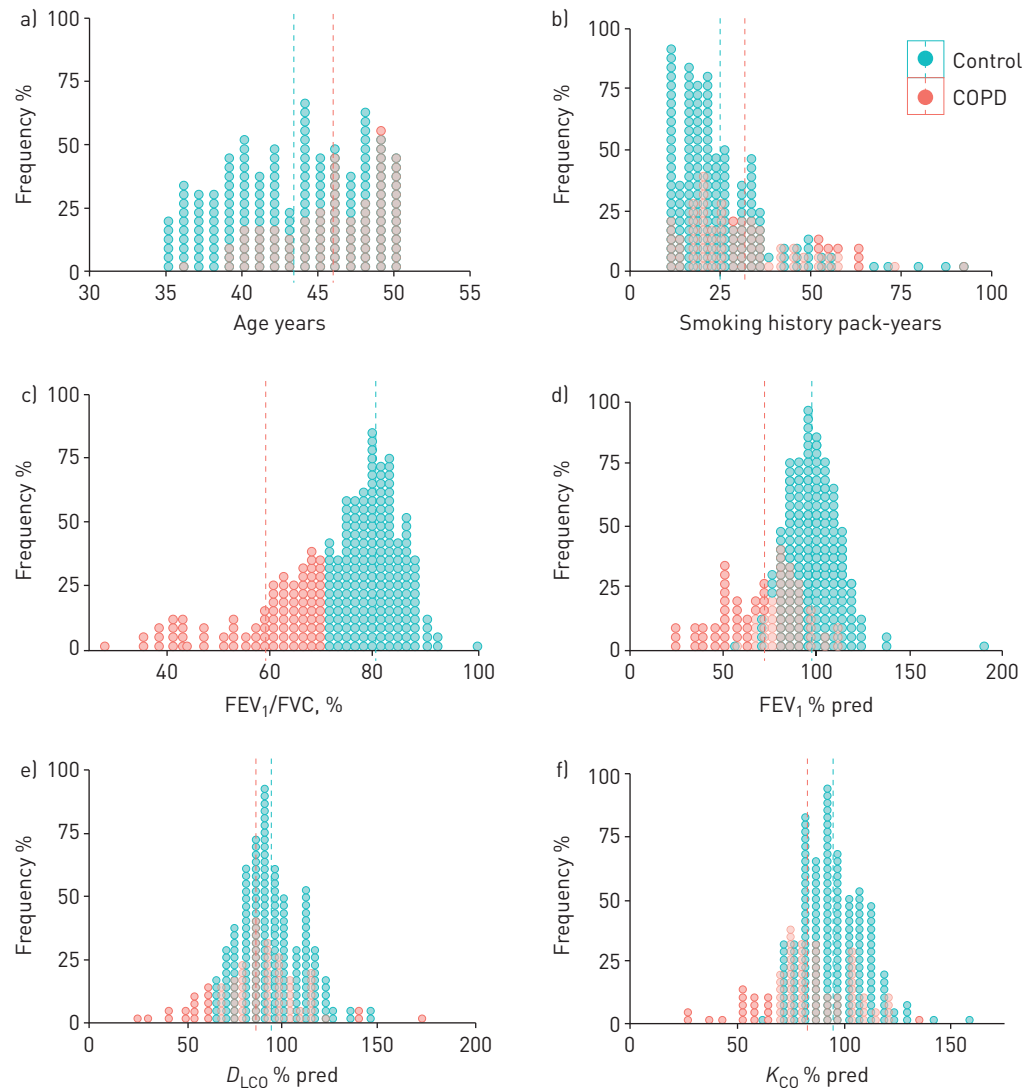 a) 100
75
50
25
0
Frequency %
30 35 40 45 50 55
Age years
b) 100
75
50
25
0
Frequency %
0 25 50 75 100
Smoking history pack-years
Control
COPD
c) 100
75
50
25
0
Frequency %
40 60 80 100
FEV1/FVC, %
d) 100
75
50
25
0
Frequency %
0 50 100 150 200
FEV1 % pred
e) 100
75
50
25
0
Frequency %
0 50 100 150 200
DLCO % pred
f) 100
75
50
25
0
Frequency %
50 100 150
KCO % pred